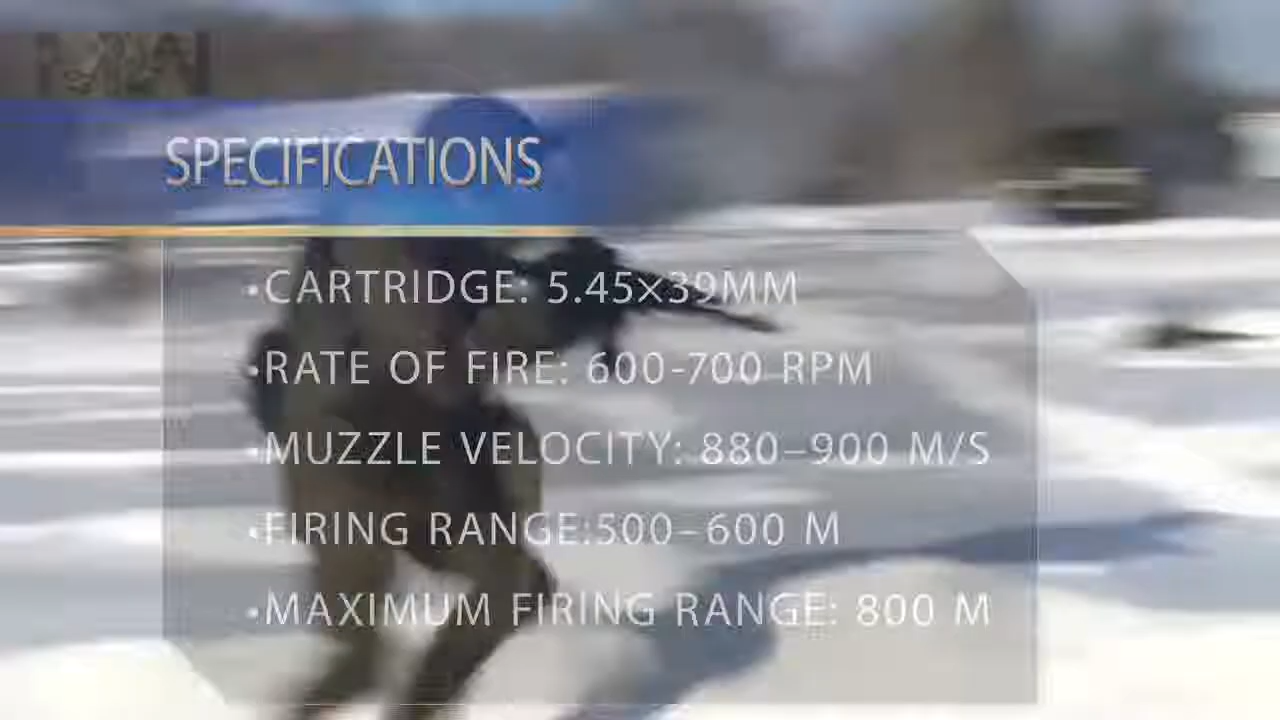 SPECIFICATIONS
•CARTRIDGE: 5.45×39MM
•RATE OF FIRE: 600-700 RPM
•MUZZLE VELOCITY: 880–900 M/S
•FIRING RANGE:500–600 M
•MAXIMUM FIRING RANGE: 800 M